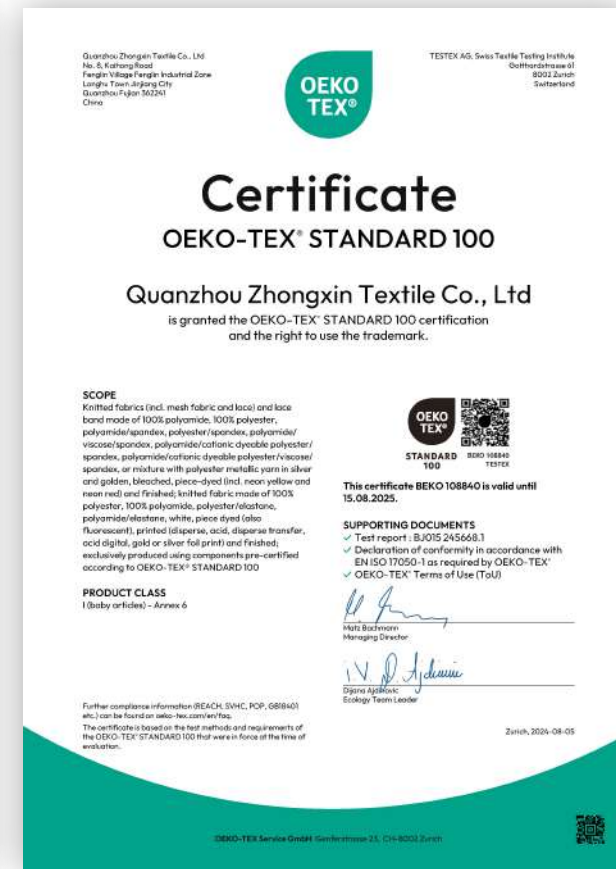 Quanzhou Zhongxin Textile Co., Ltd
No. 8, Kaihong Road
Fenglin Village Fenglin Industrial Zone
Longhu Town Jinjiang City
Quanzhou Fujian 362241
China
OEKO
TEX®
TESTEX AG, Swiss Textile Testing Institute
Gotthardstrasse 61
8002 Zurich
Switzerland
Certificate
OEKO-TEX® STANDARD 100
Quanzhou Zhongxin Textile Co., Ltd
is granted the OEKO-TEX® STANDARD 100 certification
and the right to use the trademark.
SCOPE
Knitted fabrics (incl. mesh fabric and lace) and lace
band made of 100% polyamide, 100% polyester,
polyamide/spandex, polyester/spandex, polyamide/
viscose/spandex, polyamide/cationic dyeable polyester/
spandex, polyamide/cationic dyeable polyester/viscose/
spandex, or mixture with polyester metallic yarn in silver
and golden, bleached, piece-dyed (incl. neon yellow and
neon red) and finished; knitted fabric made of 100%
polyester, 100% polyamide, polyester/elastane,
polyamide/elastane, white, piece dyed (also
fluorescent), printed (disperse, acid, disperse transfer,
acid digital, gold or silver foil print) and finished;
exclusively produced using components pre-certified
according to OEKO-TEX® STANDARD 100
PRODUCT CLASS
I (baby articles) - Annex 6
OEKO
TEX®
STANDARD
100
BEKO 108840
TESTEX
This certificate BEKO 108840 is valid until
15.08.2025.
SUPPORTING DOCUMENTS
✓ Test report : BJ015 245668.1
✓ Declaration of conformity in accordance with
EN ISO 17050-1 as required by OEKO-TEX®
✓ OEKO-TEX® Terms of Use (ToU)
Matz Bachmann
Managing Director
Dijana Ajdinovic
Ecology Team Leader
Further compliance information (REACH, SVHC, POP, GB18401
etc.) can be found on oeko-tex.com/en/faq.
The certificate is based on the test methods and requirements of
the OEKO-TEX® STANDARD 100 that were in force at the time of
evaluation.
Zurich, 2024-08-05
OEKO-TEX Service GmbH Genferstrasse 23, CH-8002 Zurich